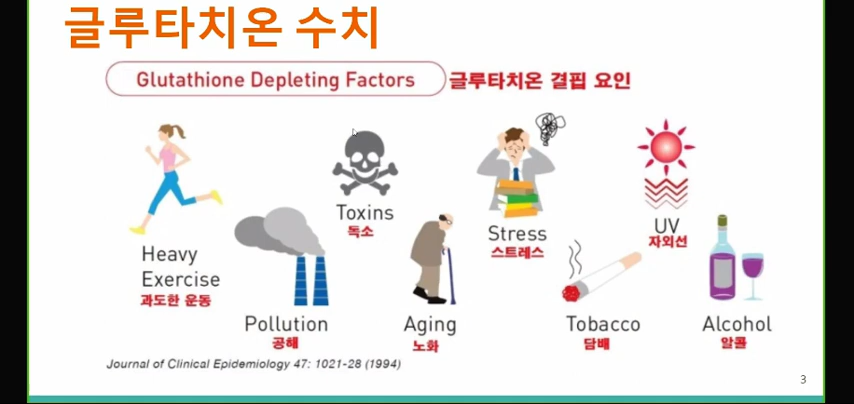 글루타치온 수치
Glutathione Depleting Factors 글루타치온 결핍 요인
Heavy
Exercise
과도한 운동
Pollution
공해
Toxins
독소
Aging
노화
Stress
스트레스
Tobacco
담배
UV
자외선
Alcohol
알콜
Journal of Clinical Epidemiology 47: 1021-28 (1994)
3